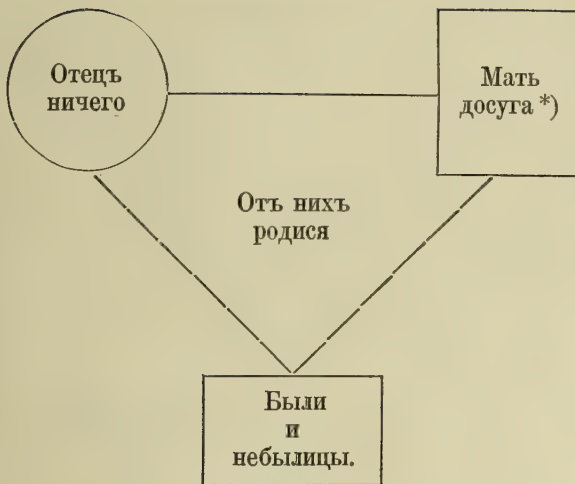 Отецъ
ничего
Мать
досуга *)
Отъ нихъ
родися
Были
и
небылицы.